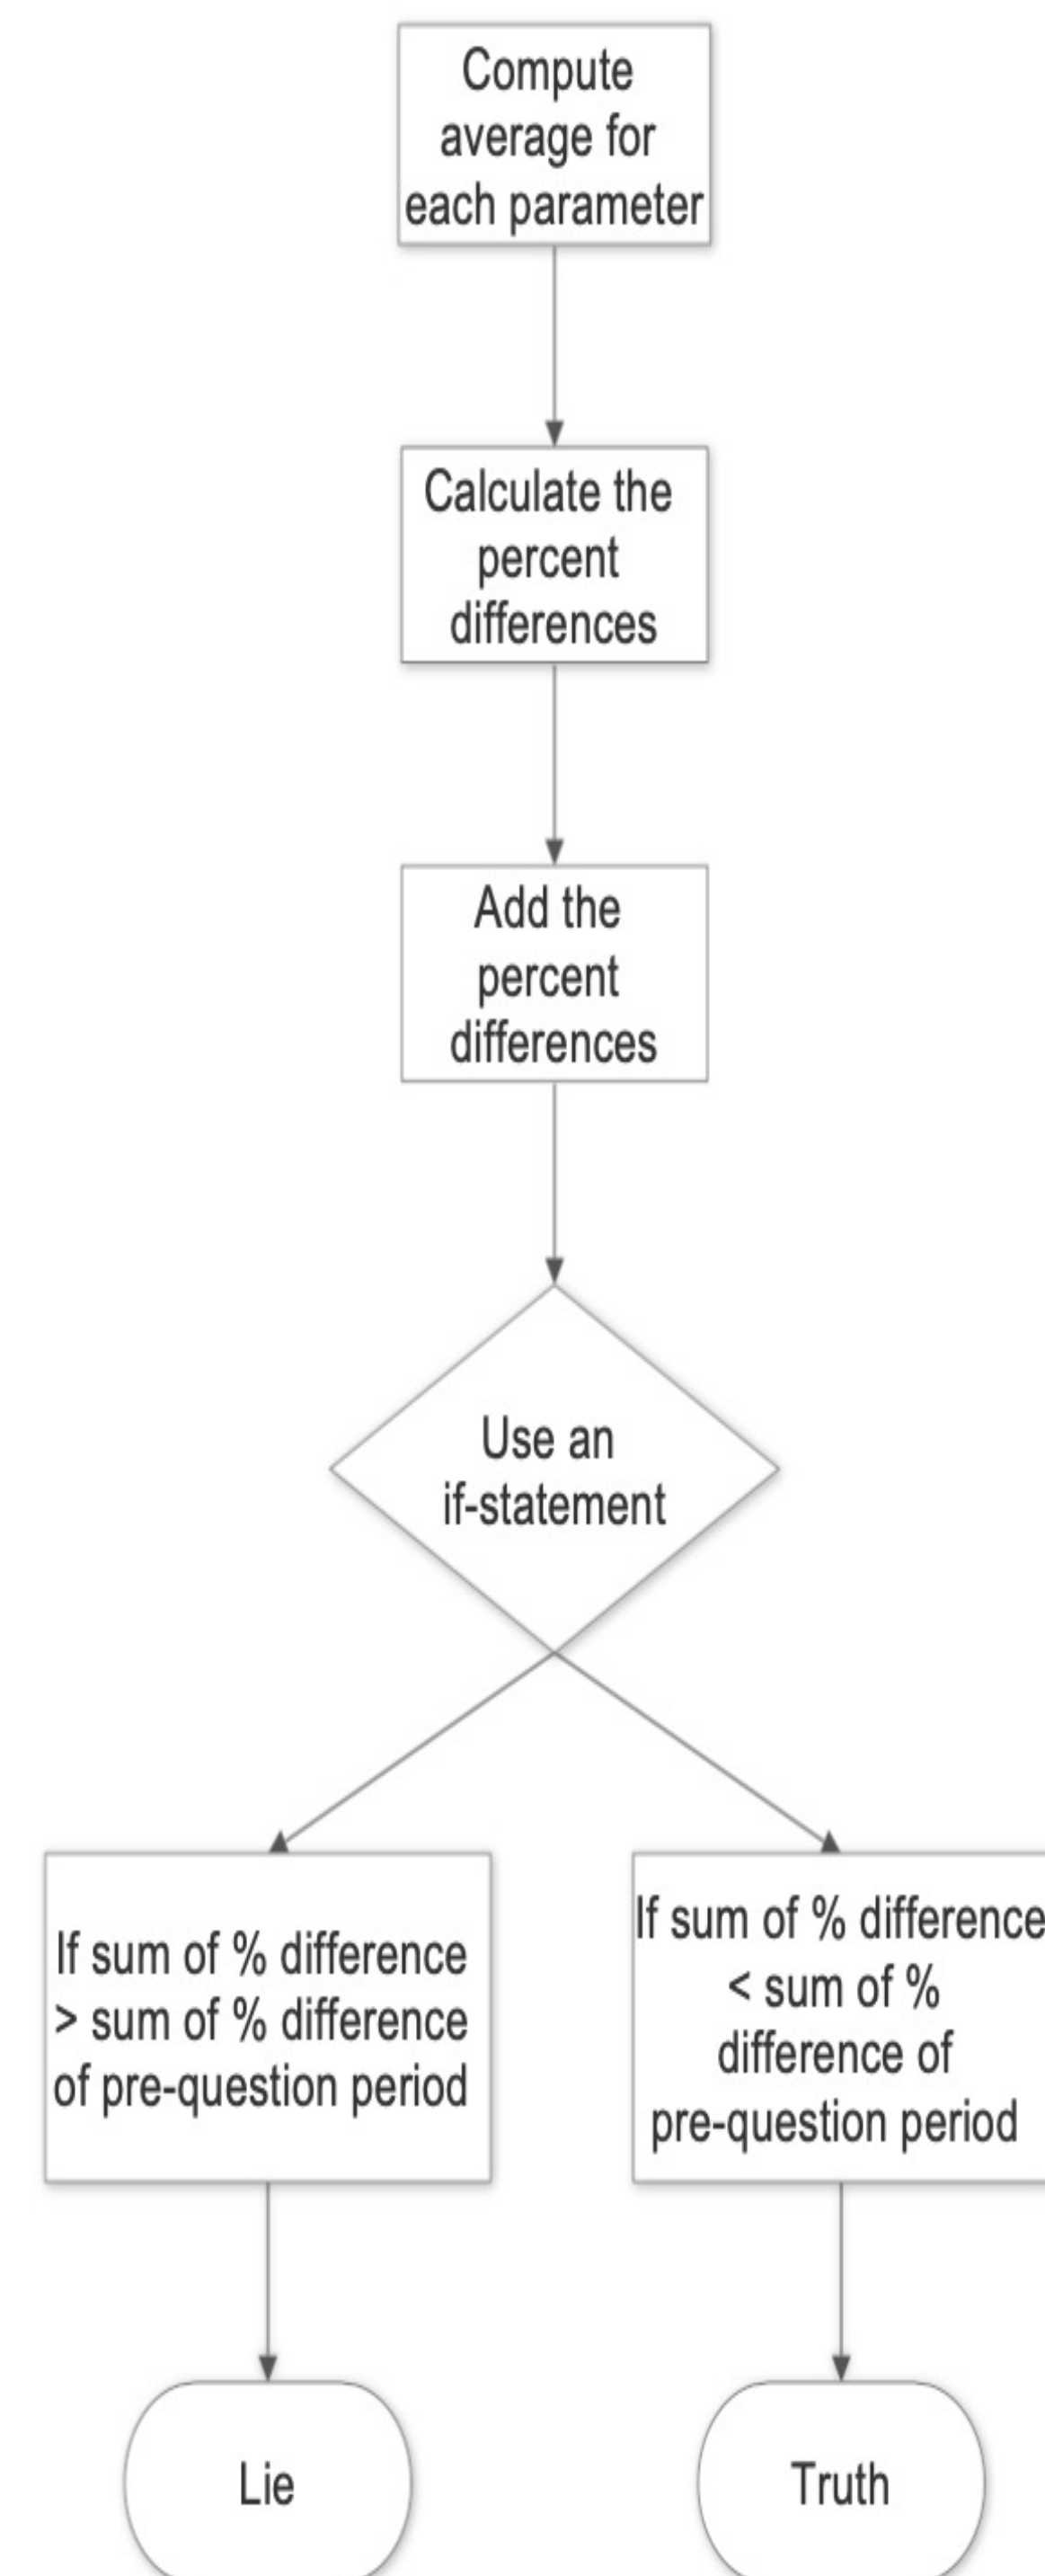 Compute
average for
each parameter
Calculate the
percent
differences
Add the
percent
differences
Use an
if-statement
If sum of % difference
> sum of % difference
of pre-question period
If sum of % difference
< sum of %
difference of
pre-question period
Lie
Truth